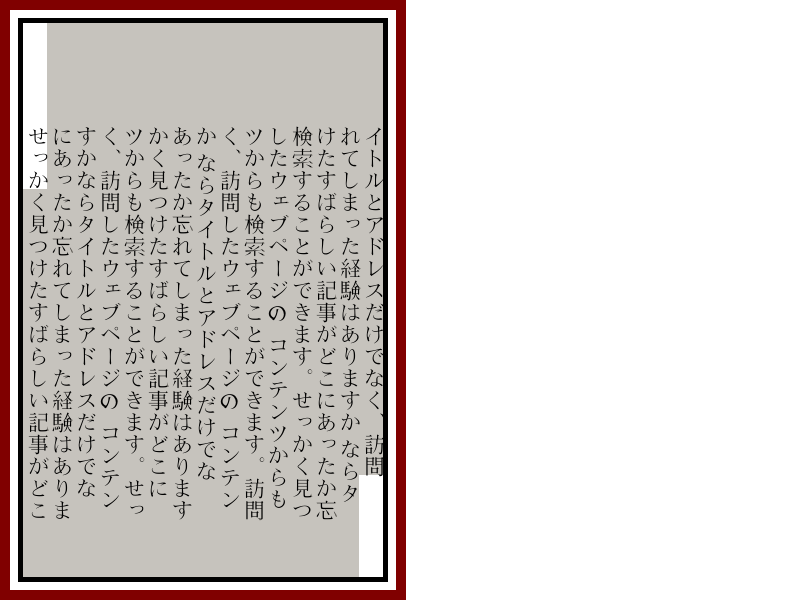 せっかく見つけたすばらしい記事がどこ
にあったか忘れてしまった経験はありま
すかならタイトルとアドレスだけでな
く、訪問したウェブページの コンテン
ツからも検索することができます。せっ
かく見つけたすばらしい記事がどこに
あったか忘れてしまった経験はあります
か ならタイトルとアドレスだけでな
く、訪問したウェブページの コンテン
ツからも検索することができます。訪問
したウェブページの コンテンツからも
検索することができます。せっかく見つ
けたすばらしい記事がどこにあったか忘
れてしまった経験はありますか ならタ
イトルとアドレスだけでなく、訪問